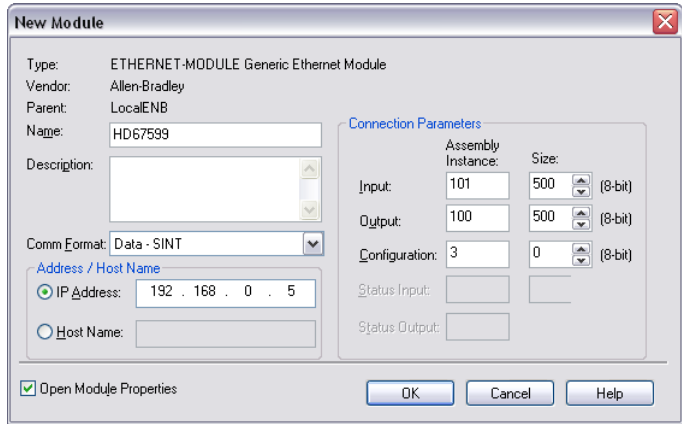 New Module
Type: ETHERNET-MODULE Generic Ethernet Module
Vendor: Allen-Bradley
Parent: LocalENB
Name: HD67599
Description:
Comm Format: Data - SINT
Address / Host Name
IP Address: 192 . 168 . 0 . 5
Host Name:
Connection Parameters
Assembly
Instance: Size:
Input: 101 500 (8-bit)
Output: 100 500 (8-bit)
Configuration: 3 0 (8-bit)
Status Input:
Status Output:
Open Module Properties
OK Cancel Help